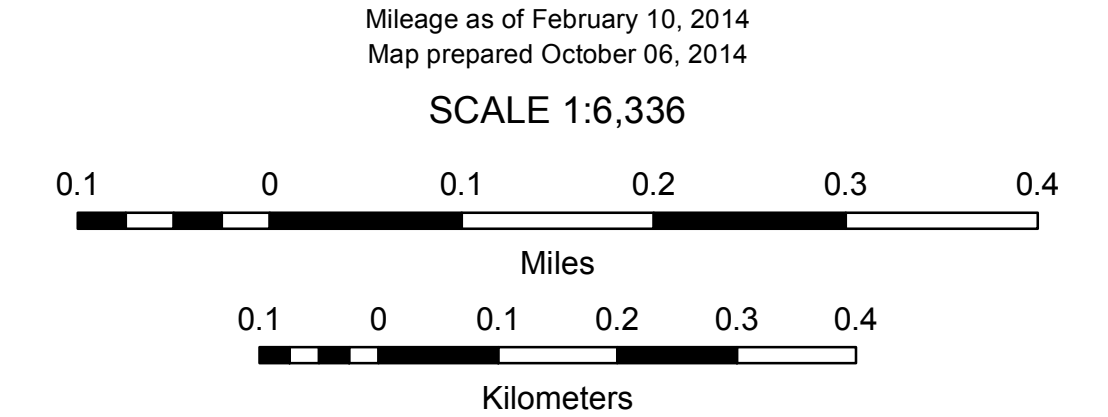 Mileage as of February 10, 2014
Map prepared October 06, 2014
SCALE 1:6,336
0.1 0 0.1 0.2 0.3 0.4
Miles
0.1 0 0.1 0.2 0.3 0.4
Kilometers